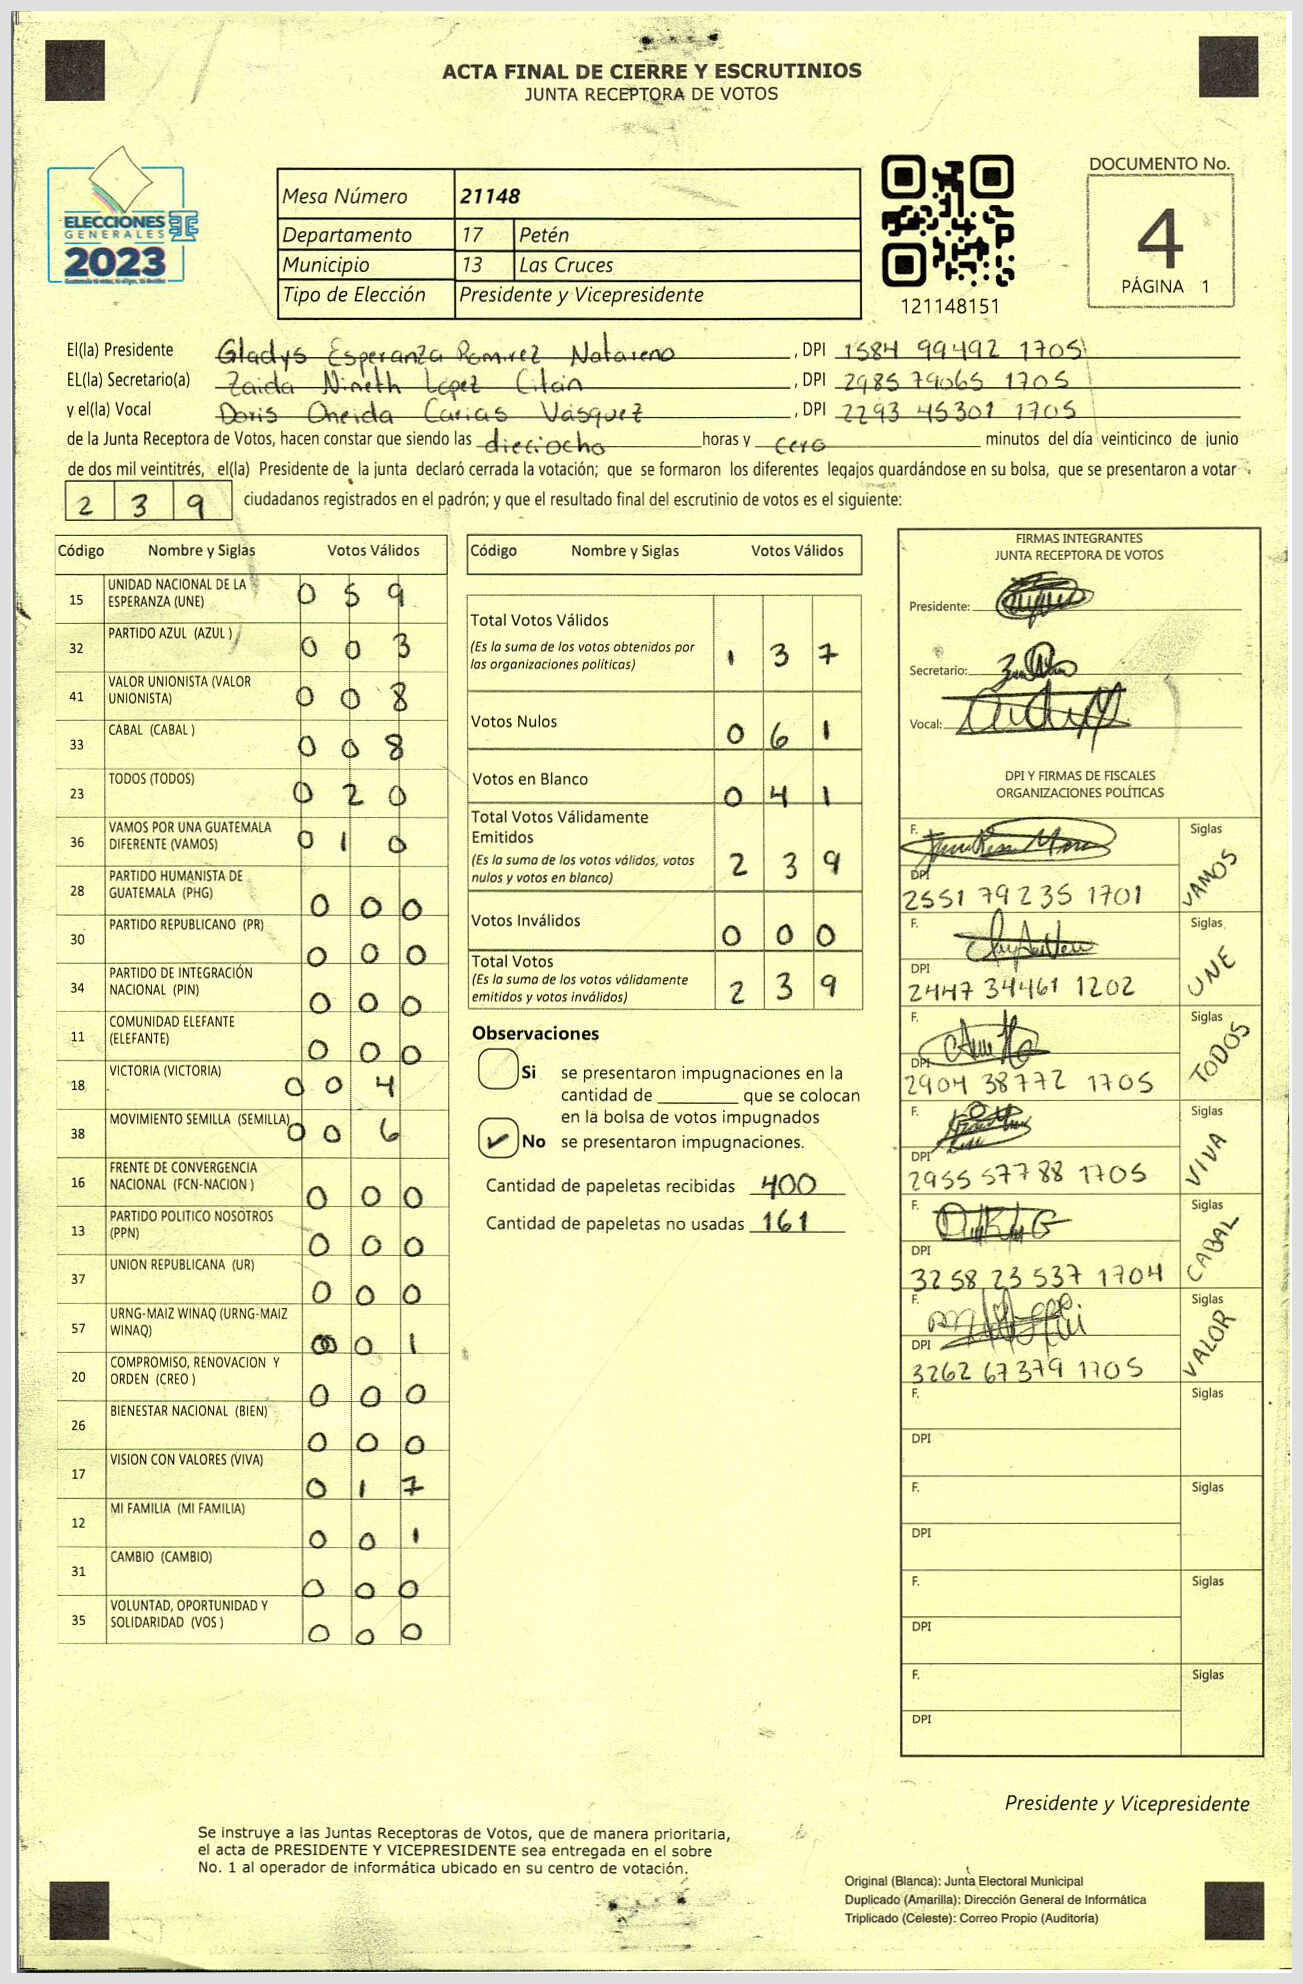 ACTA FINAL DE CIERRE Y ESCRUTINIOS
JUNTA RECEPTORA DE VOTOS
ELECCIONES
GENERALES
2023
Mesa Número 21148
Departamento 17 Petén
Municipio 13 Las Cruces
Tipo de Elección Presidente y Vicepresidente
121148151
DOCUMENTO No.
4
PÁGINA 1
El(la) Presidente Gladys Esperanza Ramirez Natareno, DPI 1584 99492 1705
EL(la) Secretario(a) Zaida Nineth López Citán, DPI 2985 79065 1705
y el(la) Vocal Doris Oneida Carias Vásquez, DPI 2293 45301 1705
de la Junta Receptora de Votos, hacen constar que siendo las dieciocho horas y cero minutos del día veinticinco de junio
de dos mil veintitrés, el(la) Presidente de la junta declaró cerrada la votación; que se formaron los diferentes legajos guardándose en su bolsa, que se presentaron a votar
2 3 9 ciudadanos registrados en el padrón; y que el resultado final del escrutinio de votos es el siguiente:
Código Nombre y Siglas Votos Válidos
15 UNIDAD NACIONAL DE LA ESPERANZA (UNE) 0 5 9
32 PARTIDO AZUL (AZUL ) 0 0 3
41 VALOR UNIONISTA (VALOR UNIONISTA) 0 0 8
33 CABAL (CABAL ) 0 0 8
23 TODOS (TODOS) 0 2 0
36 VAMOS POR UNA GUATEMALA DIFERENTE (VAMOS) 0 1 0
28 PARTIDO HUMANISTA DE GUATEMALA (PHG) 0 0 0
30 PARTIDO REPUBLICANO (PR) 0 0 0
34 PARTIDO DE INTEGRACIÓN NACIONAL (PIN) 0 0 0
11 COMUNIDAD ELEFANTE (ELEFANTE) 0 0 0
18 VICTORIA (VICTORIA) 0 0 4
38 MOVIMIENTO SEMILLA (SEMILLA) 0 0 6
16 FRENTE DE CONVERGENCIA NACIONAL (FCN-NACION ) 0 0 0
13 PARTIDO POLITICO NOSOTROS (PPN) 0 0 0
37 UNION REPUBLICANA (UR) 0 0 0
57 URNG-MAIZ WINAQ (URNG-MAIZ WINAQ) 0 0 1
20 COMPROMISO, RENOVACION Y ORDEN (CREO ) 0 0 0
26 BIENESTAR NACIONAL (BIEN) 0 0 0
17 VISION CON VALORES (VIVA) 0 1 7
12 MI FAMILIA (MI FAMILIA) 0 0 1
31 CAMBIO (CAMBIO) 0 0 0
35 VOLUNTAD, OPORTUNIDAD Y SOLIDARIDAD (VOS ) 0 0 0
Código Nombre y Siglas Votos Válidos
Total Votos Válidos
(Es la suma de los votos obtenidos por
las organizaciones políticas) 1 3 7
Votos Nulos 0 6 1
Votos en Blanco 0 4 1
Total Votos Válidamente
Emitidos
(Es la suma de los votos válidos, votos
nulos y votos en blanco) 2 3 9
Votos Inválidos 0 0 0
Total Votos
(Es la suma de los votos válidamente
emitidos y votos inválidos) 2 3 9
Observaciones
Si se presentaron impugnaciones en la
cantidad de ________ que se colocan
en la bolsa de votos impugnados
No se presentaron impugnaciones.
Cantidad de papeletas recibidas 400
Cantidad de papeletas no usadas 161
FIRMAS INTEGRANTES
JUNTA RECEPTORA DE VOTOS
Presidente:
Secretario:
Vocal:
DPI Y FIRMAS DE FISCALES
ORGANIZACIONES POLÍTICAS
F. Siglas
DPI
2551 79235 1701 VAMOS
F. Siglas
DPI
2447 34461 1202 UNE
F. Siglas
DPI
2904 38772 1705 TODOS
F. Siglas
DPI
2955 57788 1705 VIVA
F. Siglas
DPI
3258 23537 1704 CABAL
F. Siglas
DPI
3262 67379 1705 VALOR
F. Siglas
DPI
F. Siglas
DPI
F. Siglas
DPI
F. Siglas
DPI
Presidente y Vicepresidente
Se instruye a las Juntas Receptoras de Votos, que de manera prioritaria,
el acta de PRESIDENTE Y VICEPRESIDENTE sea entregada en el sobre
No. 1 al operador de informática ubicado en su centro de votación.
Original (Blanca): Junta Electoral Municipal
Duplicado (Amarilla): Dirección General de Informática
Triplicado (Celeste): Correo Propio (Auditoría)